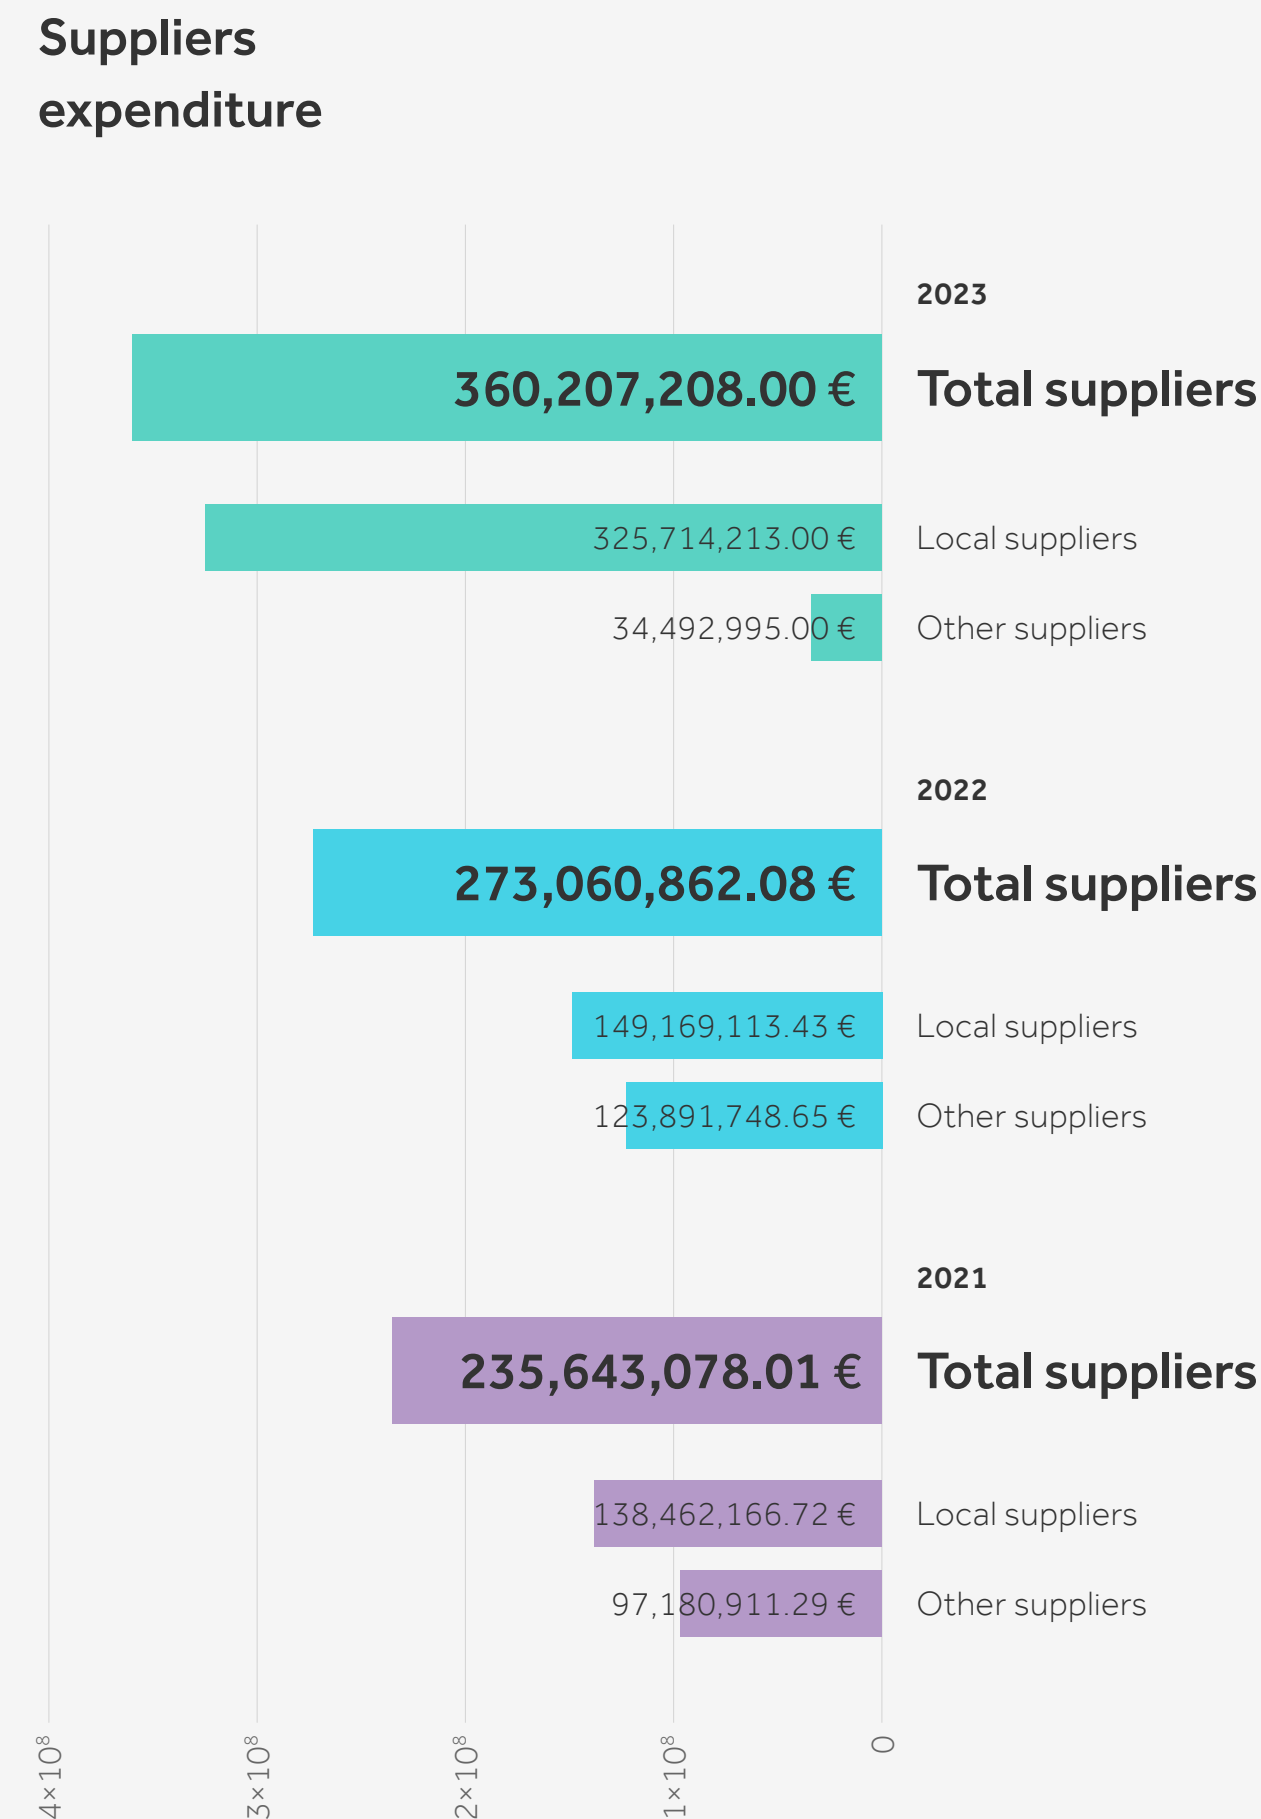 Suppliers
expenditure
2023
360,207,208.00 € Total suppliers
325,714,213.00 € Local suppliers
34,492,995.00 € Other suppliers
2022
273,060,862.08 € Total suppliers
149,169,113.43 € Local suppliers
123,891,748.65 € Other suppliers
2021
235,643,078.01 € Total suppliers
138,462,166.72 € Local suppliers
97,180,911.29 € Other suppliers
4×10⁸ 3×10⁸ 2×10⁸ 1×10⁸ 0